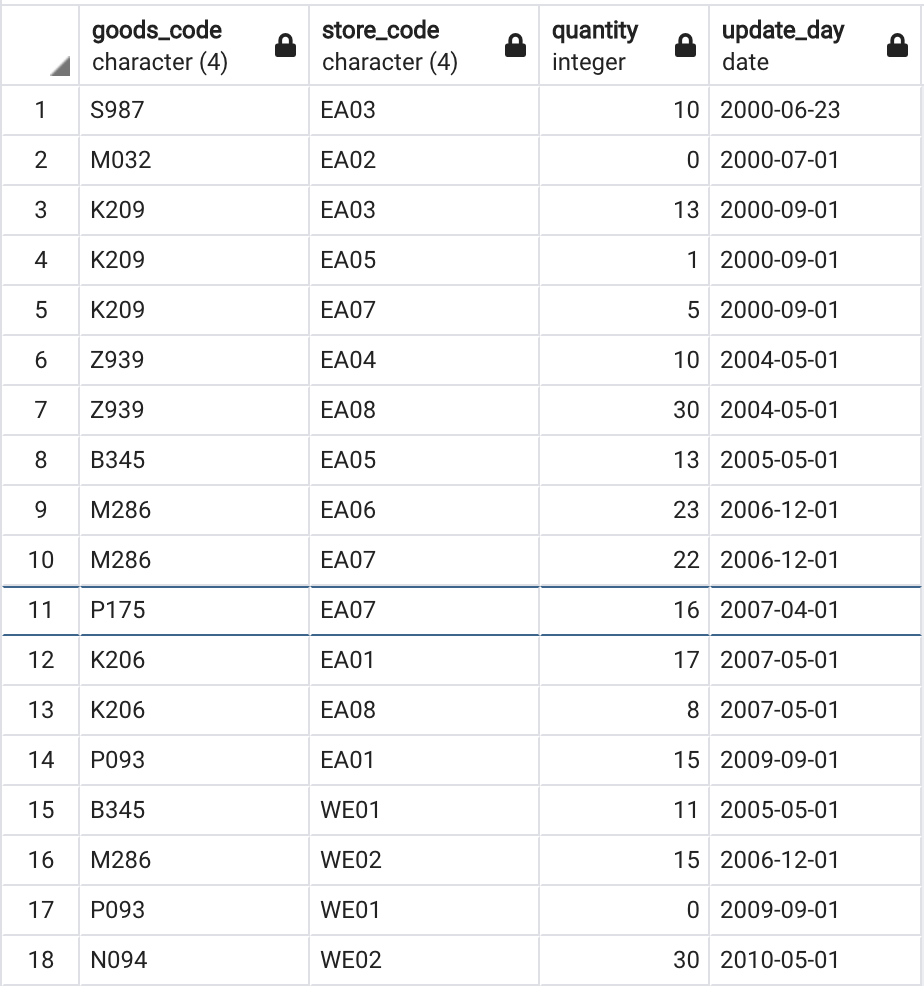 goods_code store_code quantity update_day
character (4) character (4) integer date
1 S987 EA03 10 2000-06-23
2 M032 EA02 0 2000-07-01
3 K209 EA03 13 2000-09-01
4 K209 EA05 1 2000-09-01
5 K209 EA07 5 2000-09-01
6 Z939 EA04 10 2004-05-01
7 Z939 EA08 30 2004-05-01
8 B345 EA05 13 2005-05-01
9 M286 EA06 23 2006-12-01
10 M286 EA07 22 2006-12-01
11 P175 EA07 16 2007-04-01
12 K206 EA01 17 2007-05-01
13 K206 EA08 8 2007-05-01
14 P093 EA01 15 2009-09-01
15 B345 WE01 11 2005-05-01
16 M286 WE02 15 2006-12-01
17 P093 WE01 0 2009-09-01
18 N094 WE02 30 2010-05-01